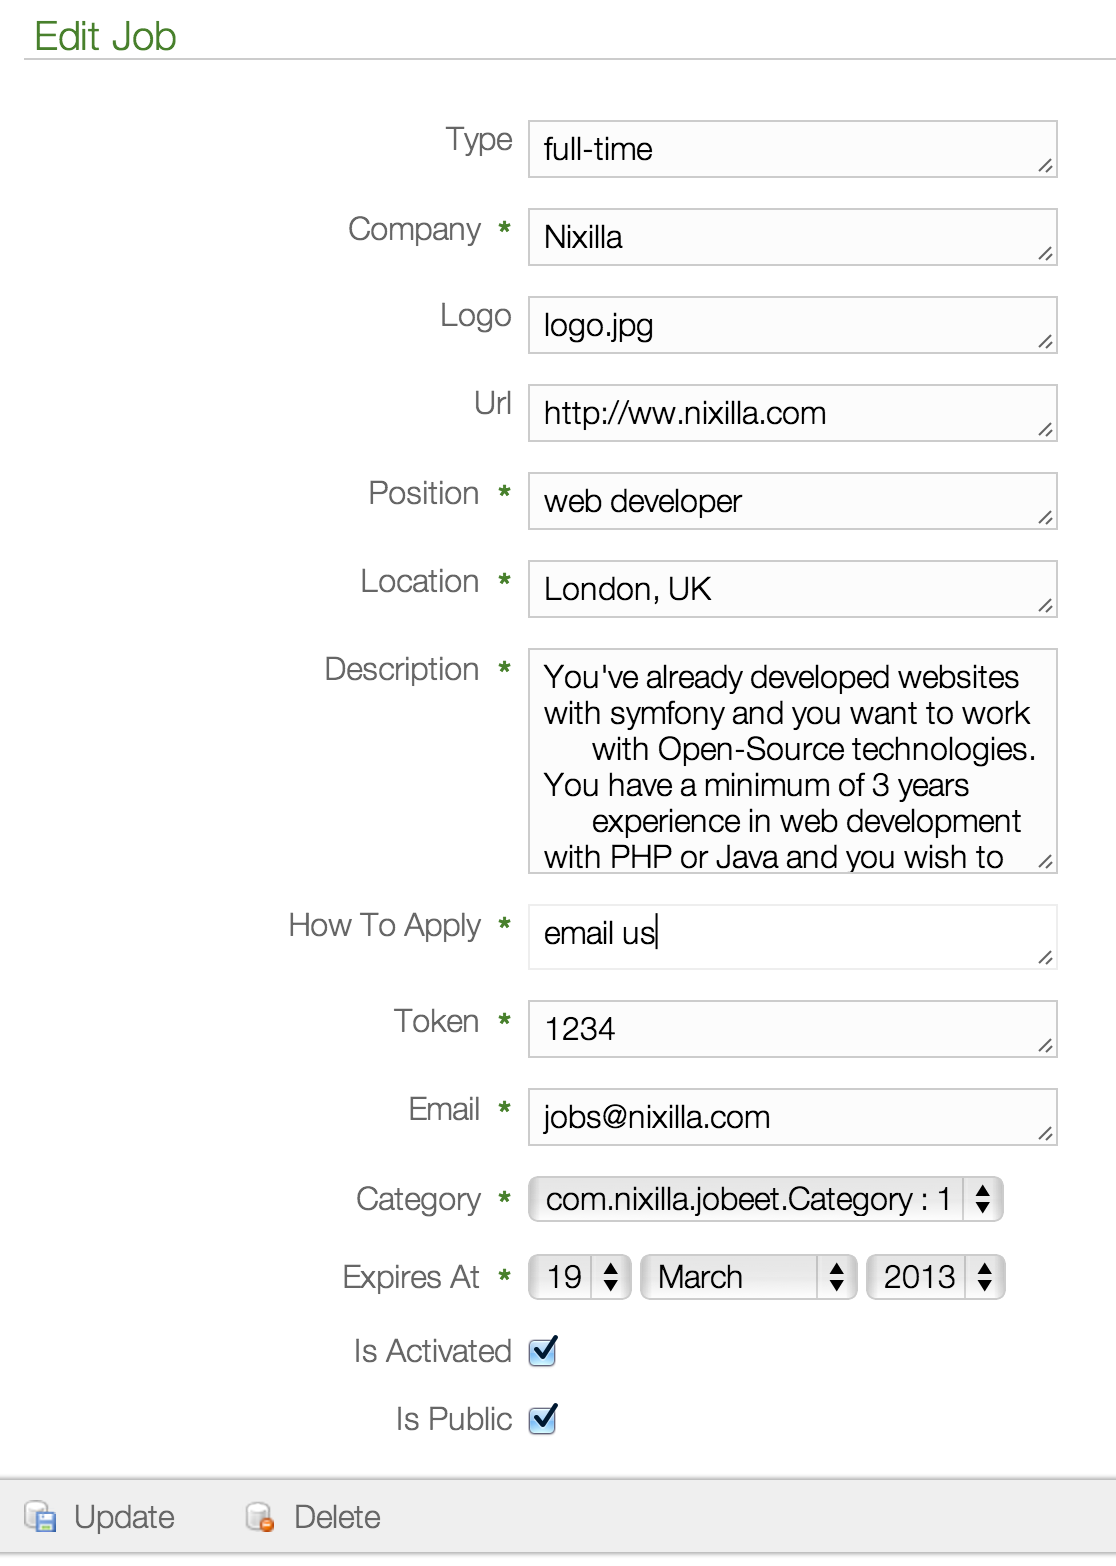 Edit Job
Type full-time
Company * Nixilla
Logo logo.jpg
Url http://ww.nixilla.com
Position * web developer
Location * London, UK
Description * You've already developed websites
with symfony and you want to work
with Open-Source technologies.
You have a minimum of 3 years
experience in web development
with PHP or Java and you wish to
How To Apply * email us
Token * 1234
Email * jobs@nixilla.com
Category * com.nixilla.jobeet.Category : 1
Expires At * 19 March 2013
Is Activated
Is Public
Update Delete